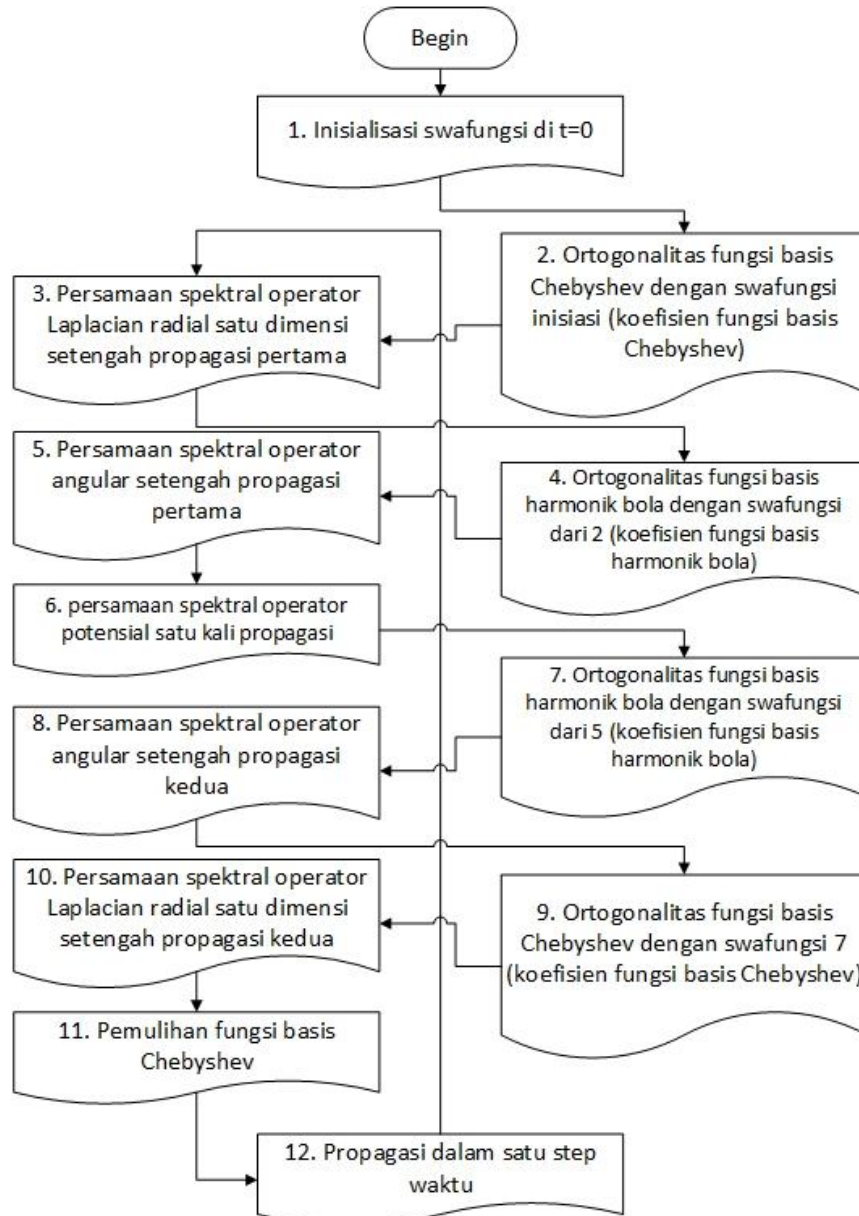 Begin
1. Inisialisasi swafungsi di t=0
2. Ortogonalitas fungsi basis
Chebyshev dengan swafungsi
inisiasi (koefisien fungsi basis
Chebyshev)
3. Persamaan spektral operator
Laplacian radial satu dimensi
setengah propagasi pertama
4. Ortogonalitas fungsi basis
harmonik bola dengan swafungsi
dari 2 (koefisien fungsi basis
harmonik bola)
5. Persamaan spektral operator
angular setengah propagasi
pertama
6. persamaan spektral operator
potensial satu kali propagasi
7. Ortogonalitas fungsi basis
harmonik bola dengan swafungsi
dari 5 (koefisien fungsi basis
harmonik bola)
8. Persamaan spektral operator
angular setengah propagasi
kedua
9. Ortogonalitas fungsi basis
Chebyshev dengan swafungsi 7
(koefisien fungsi basis Chebyshev)
10. Persamaan spektral operator
Laplacian radial satu dimensi
setengah propagasi kedua
11. Pemulihan fungsi basis
Chebyshev
12. Propagasi dalam satu step
waktu